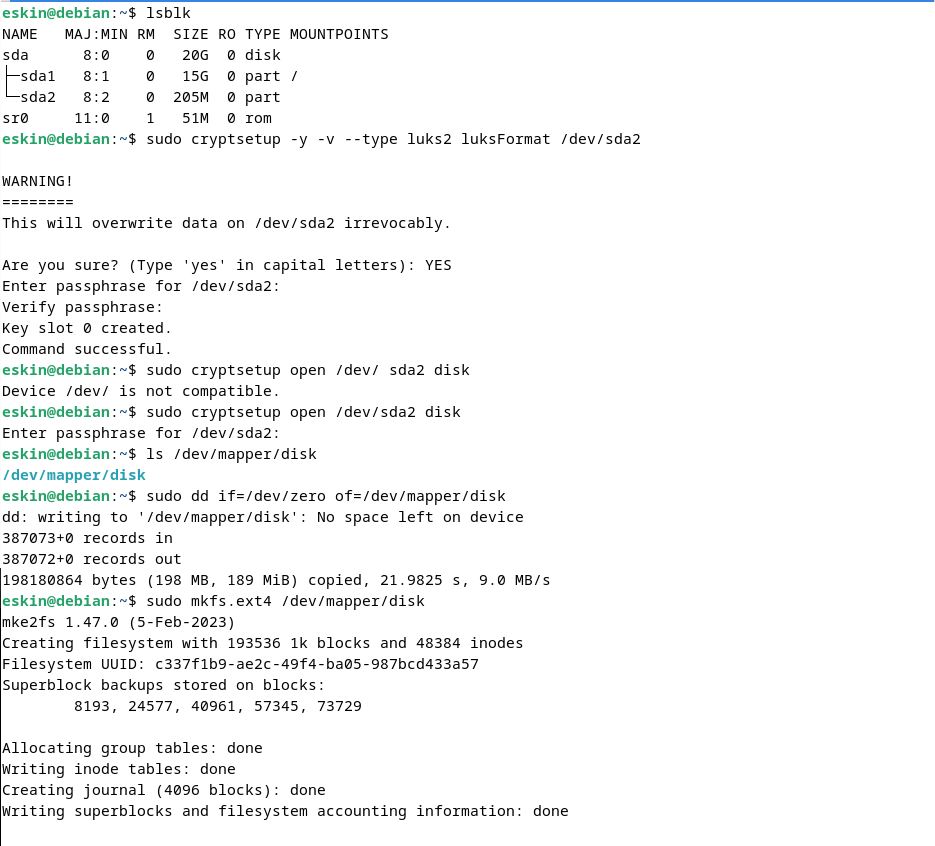 eskin@debian:~$ lsblk
NAME   MAJ:MIN RM  SIZE RO TYPE MOUNTPOINTS
sda      8:0    0   20G  0 disk
├─sda1   8:1    0   15G  0 part /
└─sda2   8:2    0  205M  0 part
sr0     11:0    1   51M  0 rom
eskin@debian:~$ sudo cryptsetup -y -v --type luks2 luksFormat /dev/sda2

WARNING!
========
This will overwrite data on /dev/sda2 irrevocably.

Are you sure? (Type 'yes' in capital letters): YES
Enter passphrase for /dev/sda2:
Verify passphrase:
Key slot 0 created.
Command successful.
eskin@debian:~$ sudo cryptsetup open /dev/ sda2 disk
Device /dev/ is not compatible.
eskin@debian:~$ sudo cryptsetup open /dev/sda2 disk
Enter passphrase for /dev/sda2:
eskin@debian:~$ ls /dev/mapper/disk
/dev/mapper/disk
eskin@debian:~$ sudo dd if=/dev/zero of=/dev/mapper/disk
dd: writing to '/dev/mapper/disk': No space left on device
387073+0 records in
387072+0 records out
198180864 bytes (198 MB, 189 MiB) copied, 21.9825 s, 9.0 MB/s
eskin@debian:~$ sudo mkfs.ext4 /dev/mapper/disk
mke2fs 1.47.0 (5-Feb-2023)
Creating filesystem with 193536 1k blocks and 48384 inodes
Filesystem UUID: c337f1b9-ae2c-49f4-ba05-987bcd433a57
Superblock backups stored on blocks:
        8193, 24577, 40961, 57345, 73729

Allocating group tables: done
Writing inode tables: done
Creating journal (4096 blocks): done
Writing superblocks and filesystem accounting information: done